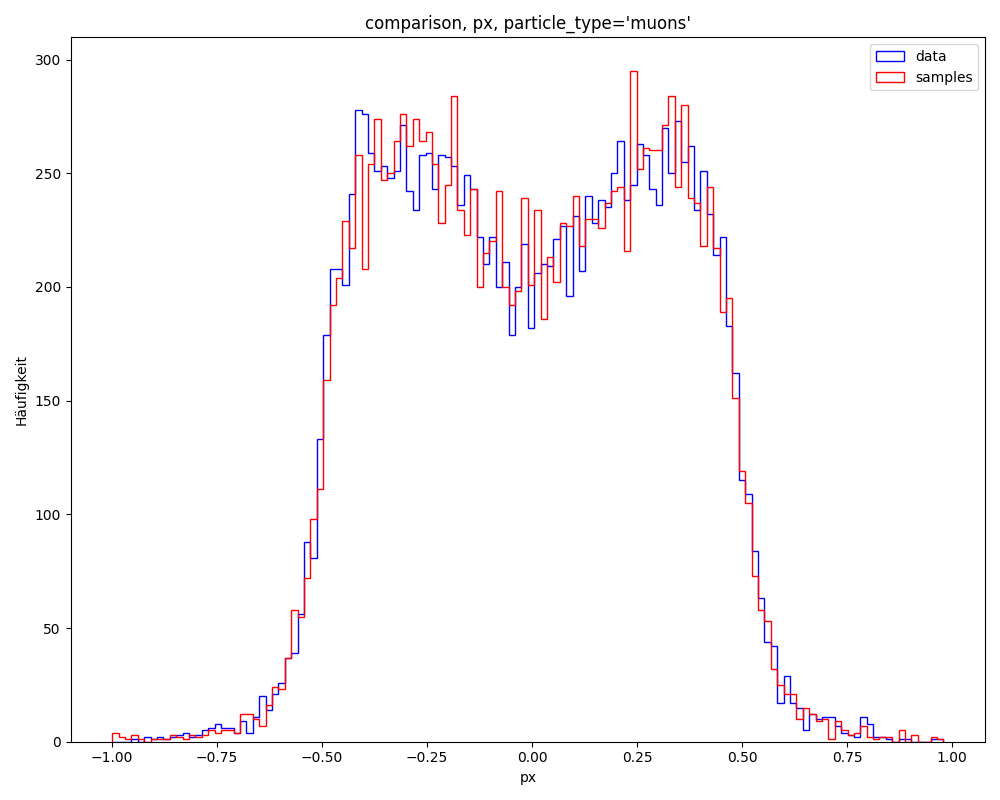 comparison, px, particle_type='muons'
data
samples
Häufigkeit
300
250
200
150
100
50
0
−1.00 −0.75 −0.50 −0.25 0.00 0.25 0.50 0.75 1.00
px